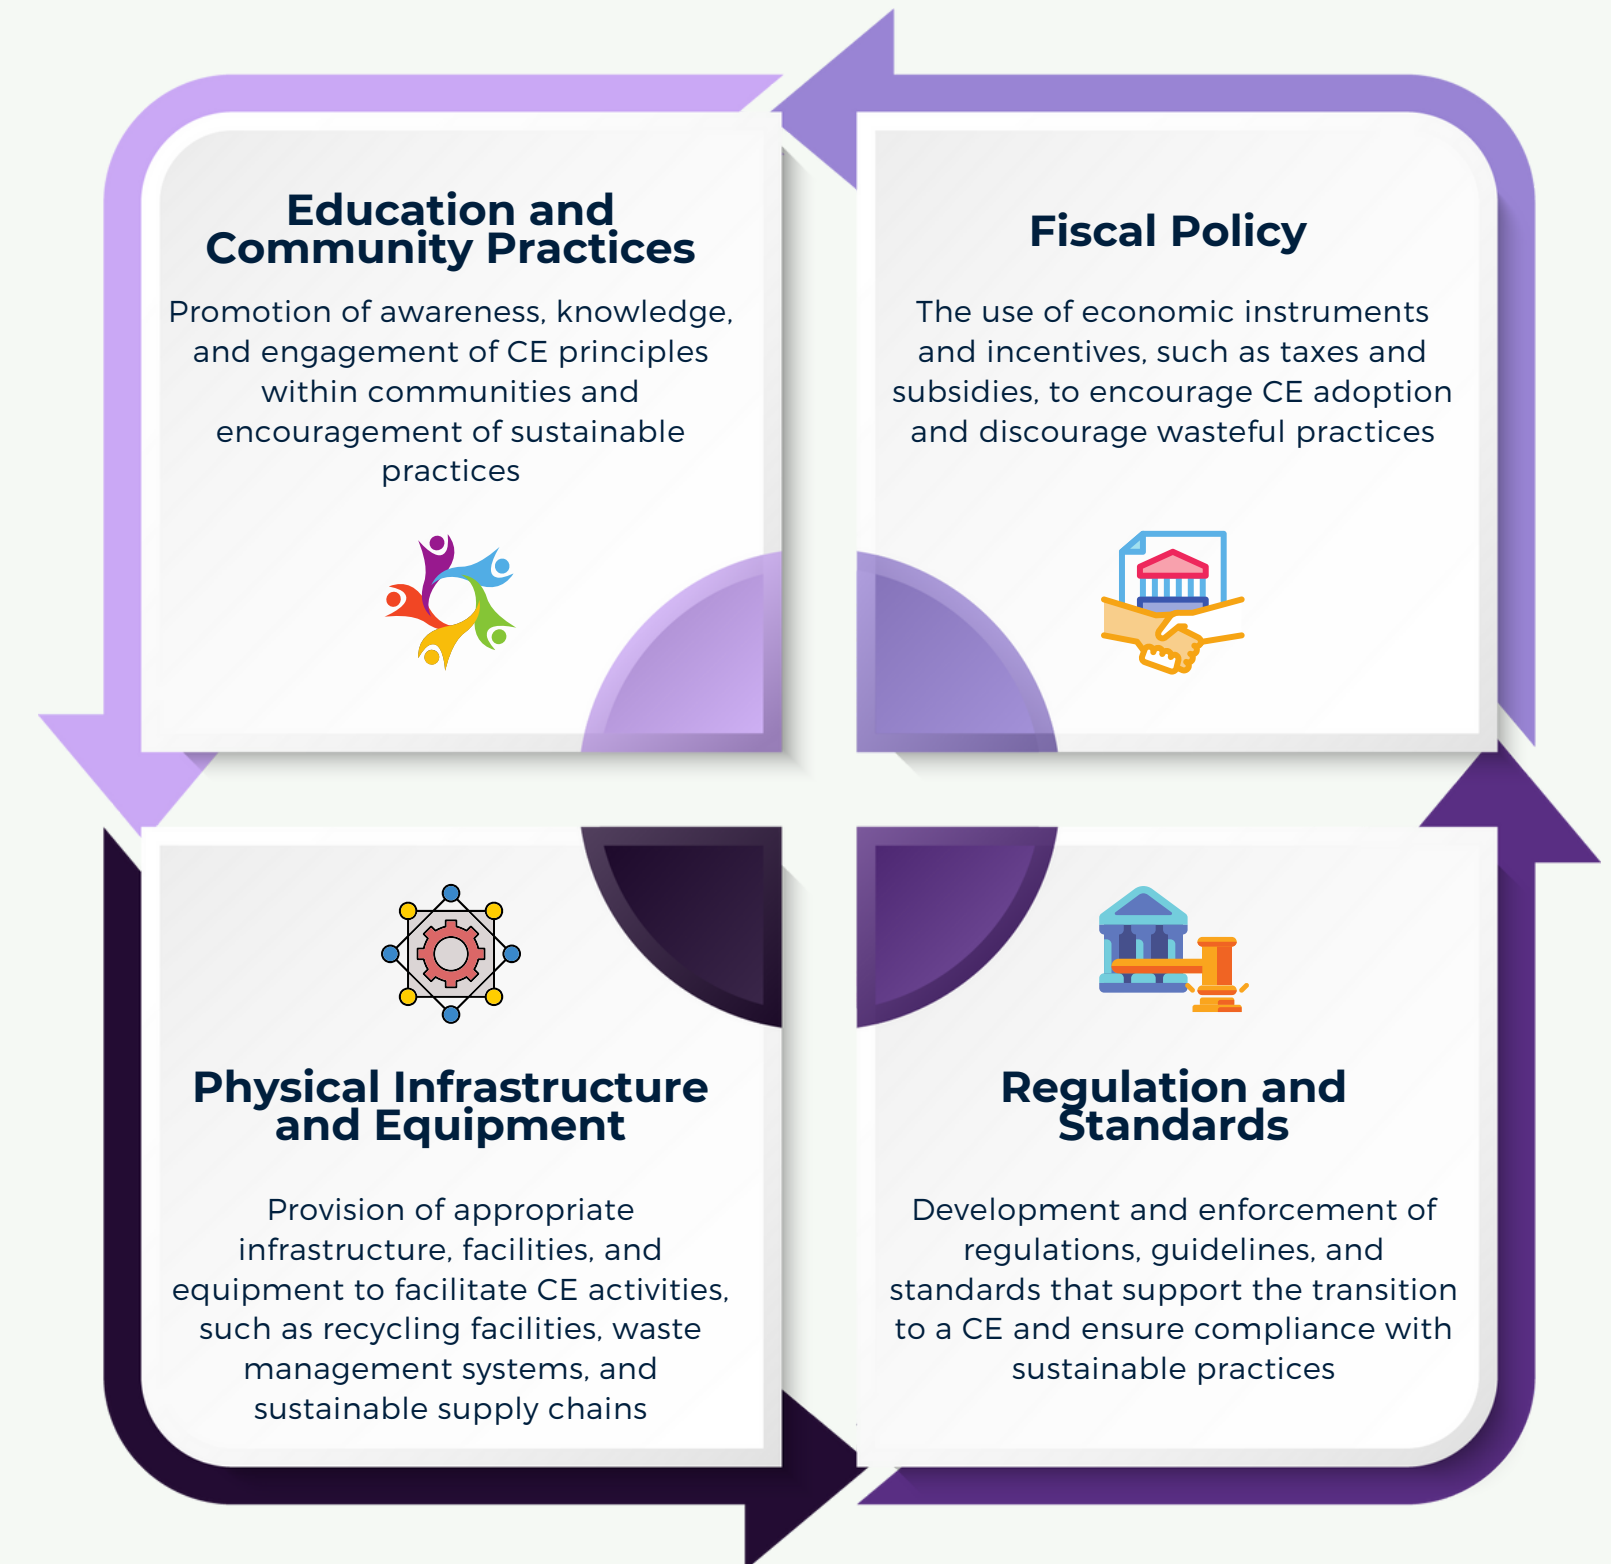 Education and
Community Practices
Promotion of awareness, knowledge,
and engagement of CE principles
within communities and
encouragement of sustainable
practices
Fiscal Policy
The use of economic instruments
and incentives, such as taxes and
subsidies, to encourage CE adoption
and discourage wasteful practices
Physical Infrastructure
and Equipment
Provision of appropriate
infrastructure, facilities, and
equipment to facilitate CE activities,
such as recycling facilities, waste
management systems, and
sustainable supply chains
Regulation and
Standards
Development and enforcement of
regulations, guidelines, and
standards that support the transition
to a CE and ensure compliance with
sustainable practices